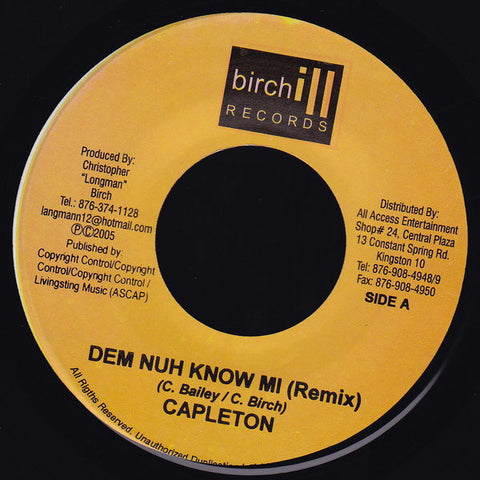 birchill
RECORDS
Produced By:
Christopher
"Longman"
Birch
Tel.: 876-374-1128
langmann12@hotmail.com
Ⓟ©2005
Published by:
Copyright Control/Copyright
Control/Copyright Control /
Livingsting Music (ASCAP)
Distributed By:
All Access Entertainment
Shop# 24, Central Plaza
13 Constant Spring Rd.
Kingston 10
Tel: 876-908-4948/9
Fax: 876-908-4950
SIDE A
DEM NUH KNOW MI (Remix)
(C. Bailey / C. Birch)
CAPLETON
All Rigths Reserved. Unauthorized Duplication